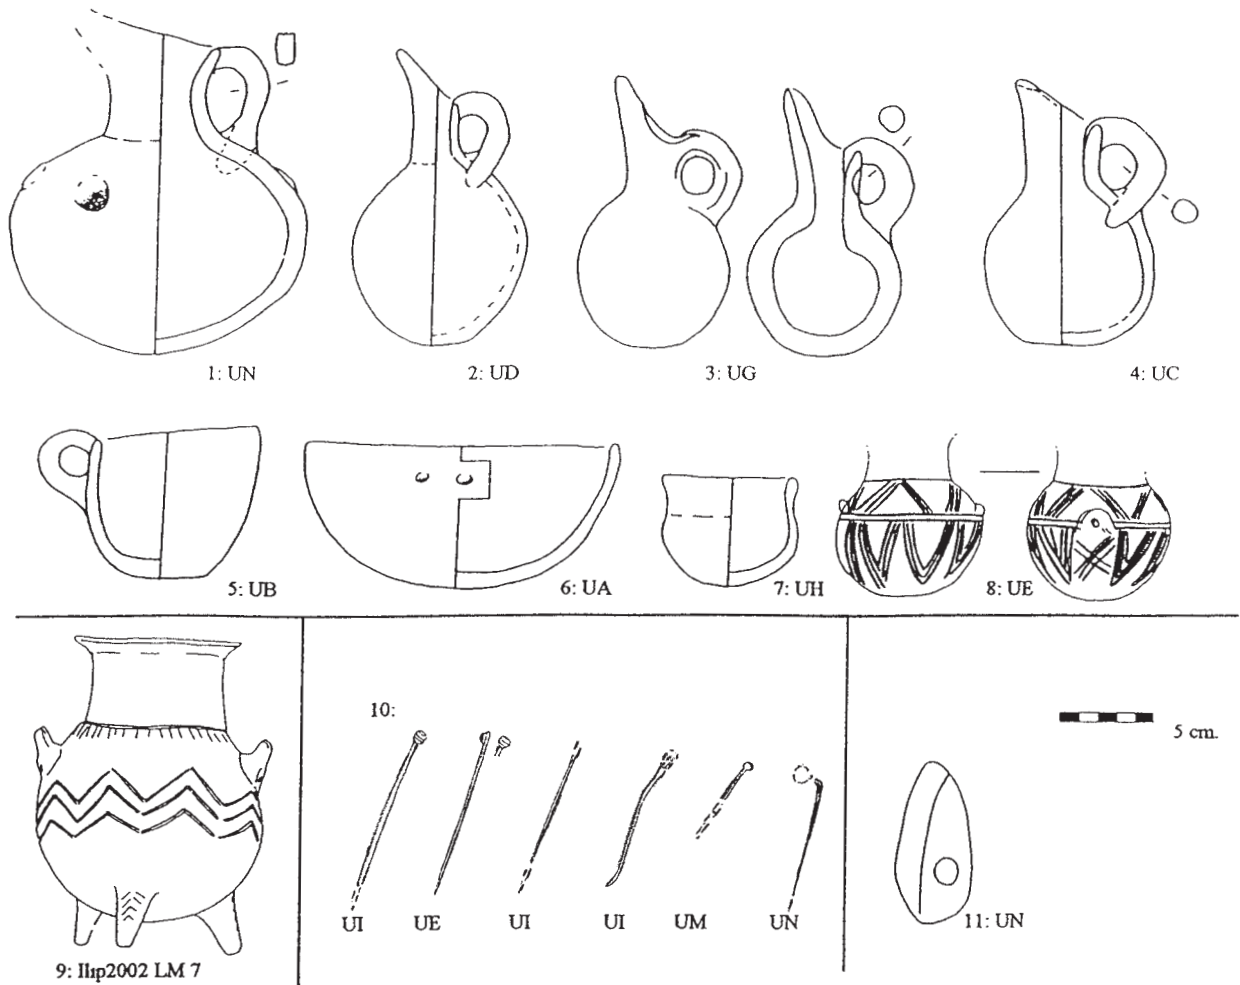 1: UN
2: UD
3: UG
4: UC
5: UB
6: UA
7: UH
8: UE
10:
5 cm.
UI
UE
UI
UI
UM
UN
11: UN
9: Ilıp2002 LM 7